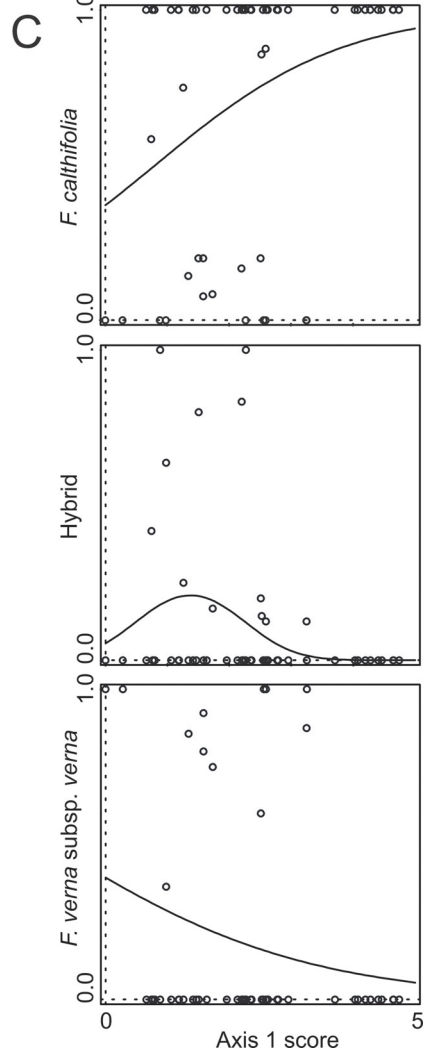 C
1.0
F. calthifolia
0.0
1.0
Hybrid
0.0
1.0
F. verna subsp. verna
0.0
0 5
Axis 1 score